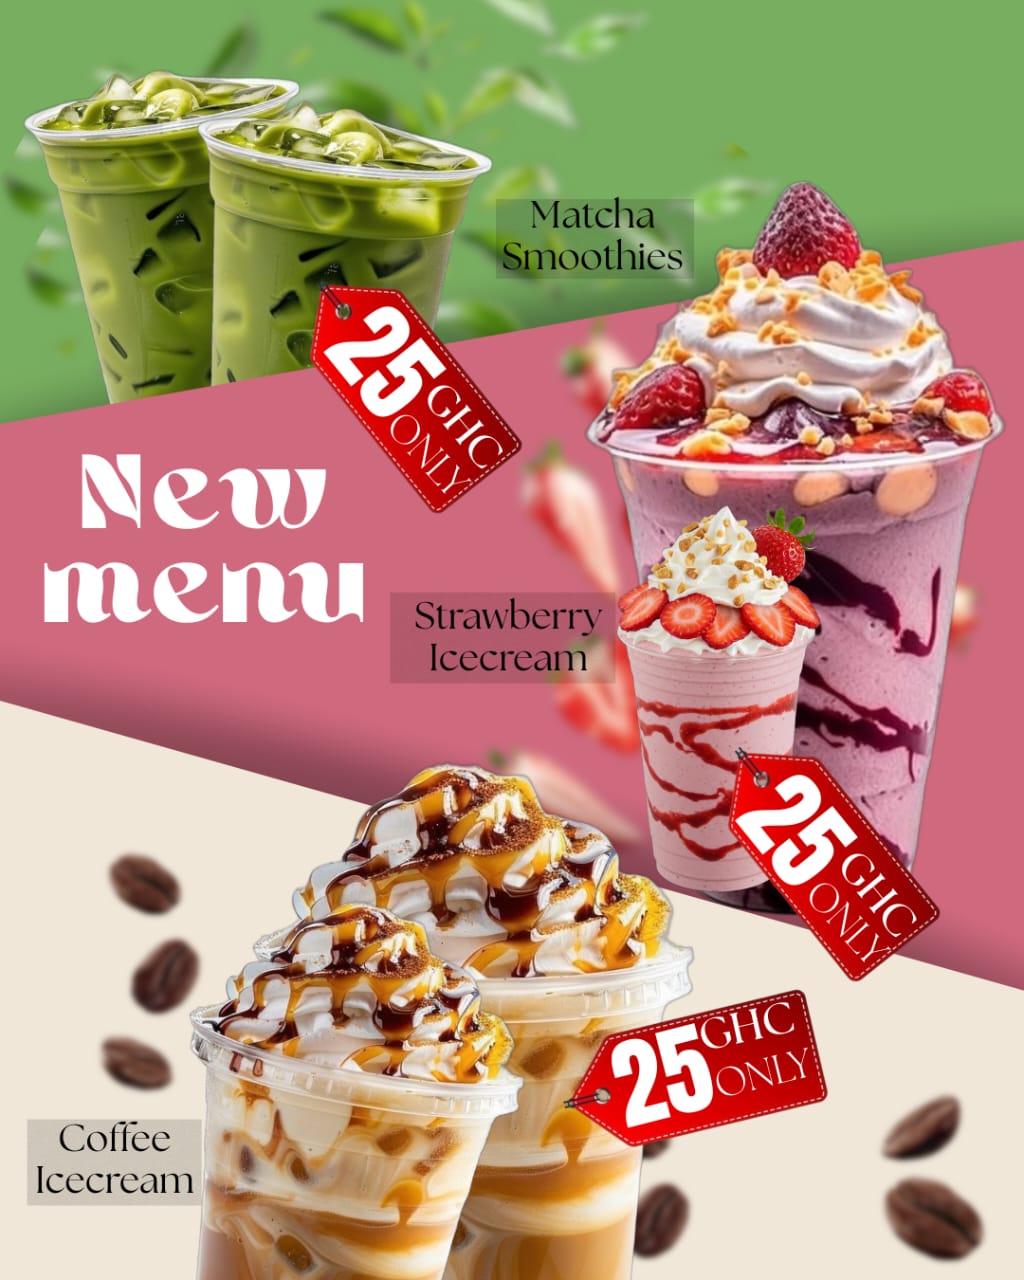 Matcha
Smoothies
25 GHC
ONLY
New
menu
Strawberry
Icecream
25 GHC
ONLY
25 GHC
ONLY
Coffee
Icecream